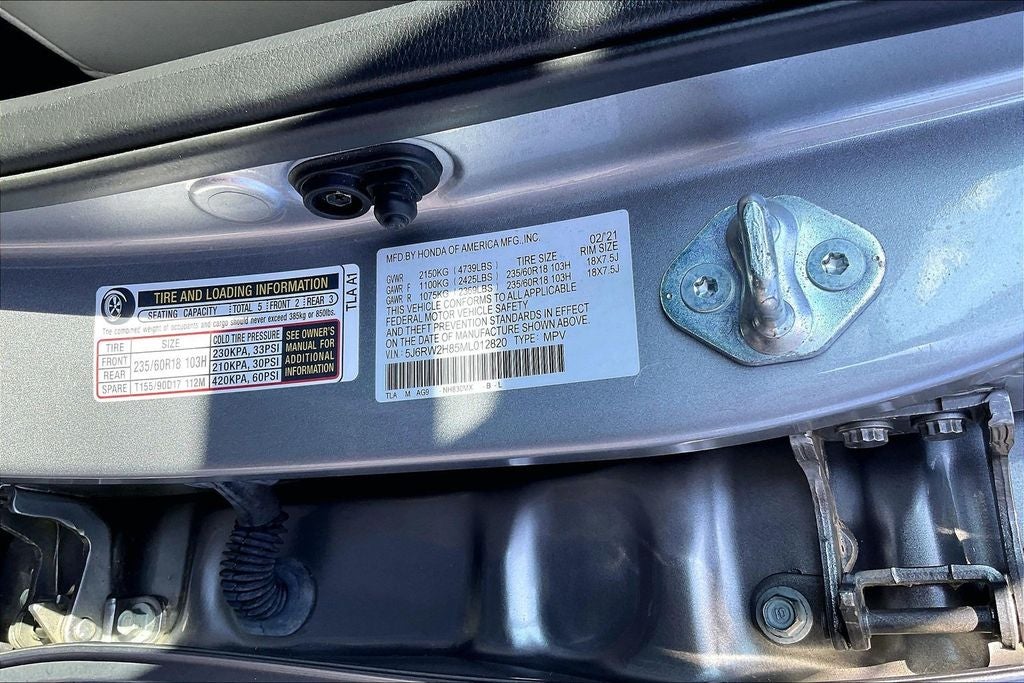 TIRE AND LOADING INFORMATION
SEATING CAPACITY TOTAL 5 FRONT 2 REAR 3
The combined weight of occupants and cargo should never exceed 385kg or 850lbs.
TIRE SIZE COLD TIRE PRESSURE
FRONT 235/60R18 103H 230KPA, 33PSI
REAR 210KPA, 30PSI
SPARE T155/90D17 112M 420KPA, 60PSI
SEE OWNER'S
MANUAL FOR
ADDITIONAL
INFORMATION
TLA A1
MFD.BY HONDA OF AMERICA MFG.,INC. 02/'21
GVWR 2150KG (4739LBS) TIRE SIZE RIM SIZE
GAWR F 1100KG (2425LBS) 235/60R18 103H 18X7.5J
GAWR R 1075KG 235/60R18 103H 18X7.5J
THIS VEHICLE CONFORMS TO ALL APPLICABLE
FEDERAL MOTOR VEHICLE SAFETY
AND THEFT PREVENTION STANDARDS IN EFFECT
ON THE DATE OF MANUFACTURE SHOWN ABOVE.
V.I.N: 5J6RW2H85ML012820 TYPE: MPV
TLA M AG9 NH830MX B - L